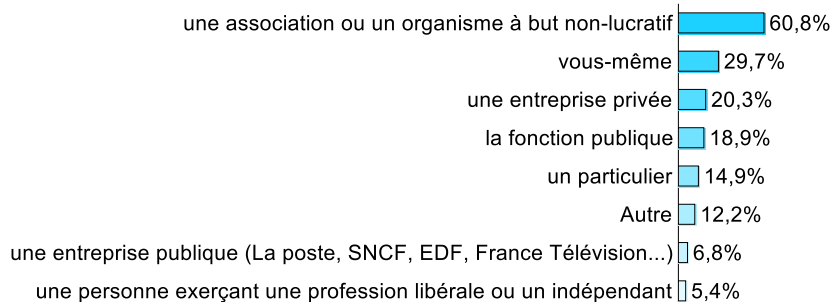 une association ou un organisme à but non-lucratif 60,8%
vous-même 29,7%
une entreprise privée 20,3%
la fonction publique 18,9%
un particulier 14,9%
Autre 12,2%
une entreprise publique (La poste, SNCF, EDF, France Télévision...) 6,8%
une personne exerçant une profession libérale ou un indépendant 5,4%